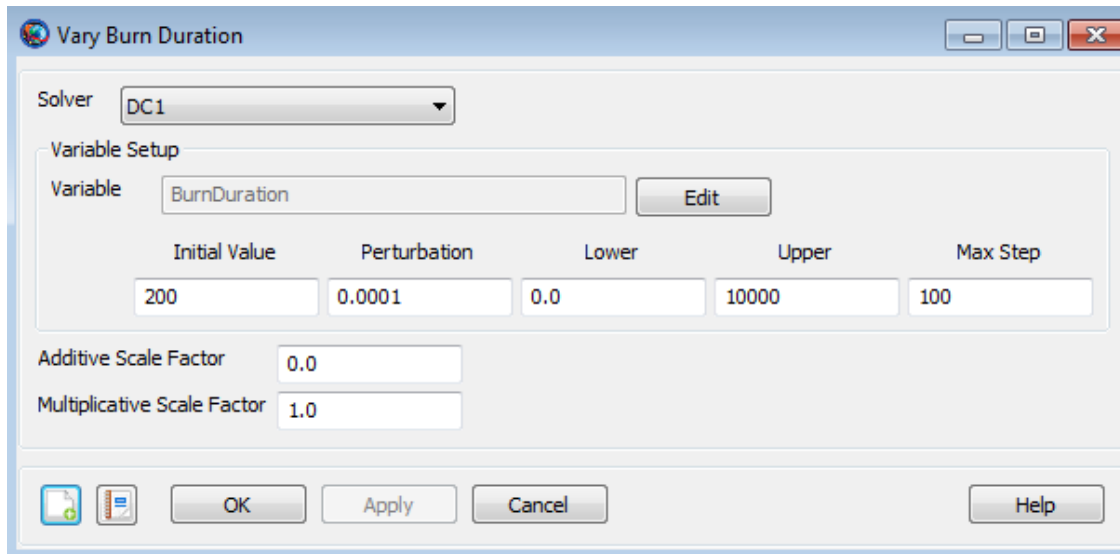 Vary Burn Duration
Solver DC1
Variable Setup
Variable BurnDuration Edit
Initial Value Perturbation Lower Upper Max Step
200 0.0001 0.0 10000 100
Additive Scale Factor 0.0
Multiplicative Scale Factor 1.0
OK Apply Cancel Help